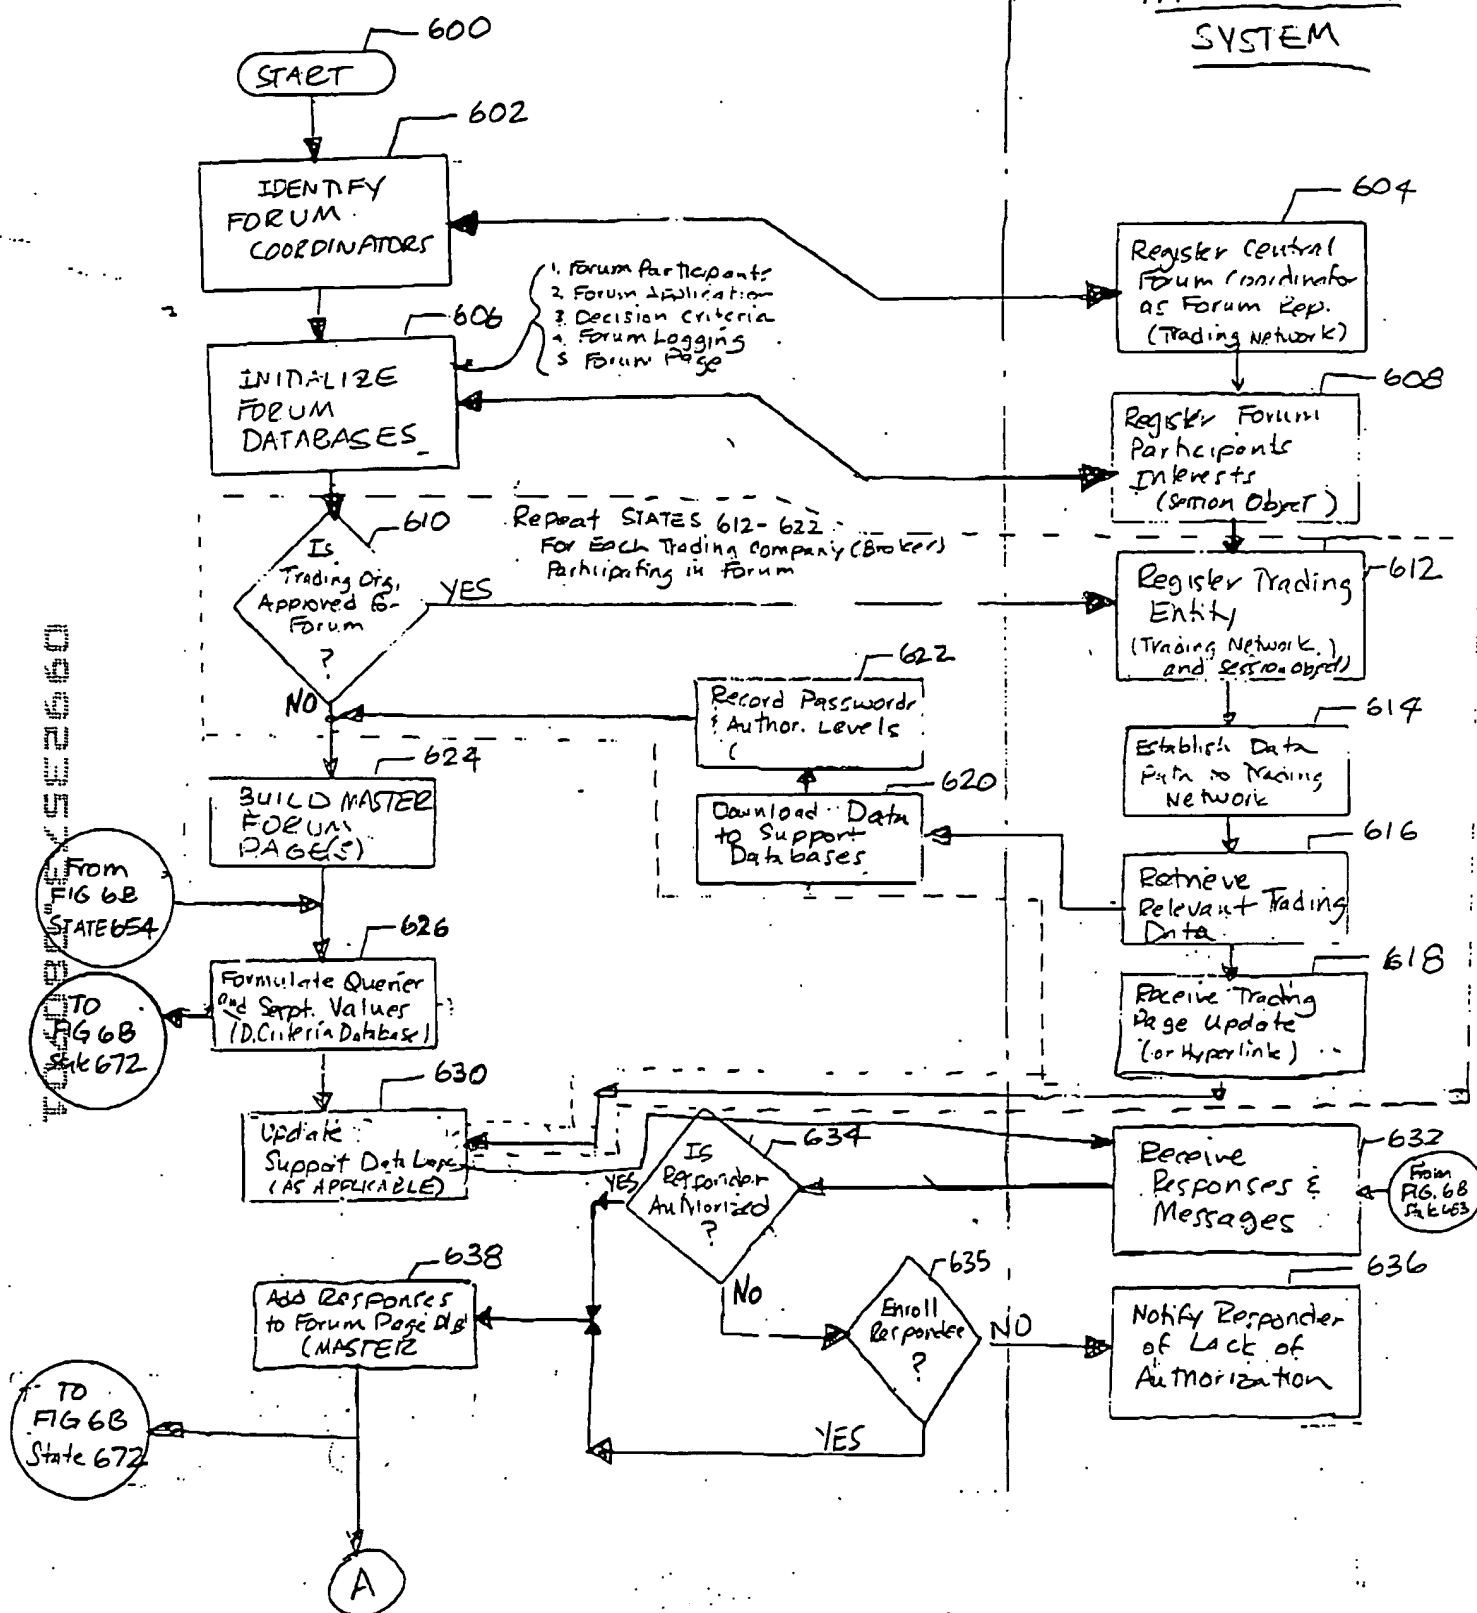 SYSTEM
600
START
602
IDENTIFY
FORUM
COORDINATORS
604
Register Central
Forum Coordinator
as Forum Rep.
(Trading Network)
1. Forum Participants
2. Forum Application
3. Decision Criteria
4. Forum Logging
5 Forum Page
606
INITIALIZE
FORUM
DATABASES
608
Register Forum
Participants
Interests
(Session Object)
610
Is
Trading Org.
Approved
Forum
?
YES
NO
Repeat STATES 612-622
For Each Trading Company (Broker)
Participating in Forum
612
Register Trading
Entity
(Trading Network
and Session Object)
614
Establish Data
Path to Trading
Network
616
Retrieve
Relevant Trading
Data
618
Receive Trading
Page Update
(or Hyperlink)
620
Download Data
to Support
Databases
622
Record Passwords
& Author. Levels
(
624
BUILD MASTER
FORUM
PAGE(S)
From
FIG 6B
STATE 654
626
Formulate Queries
and Setpt. Values
(D.Criteria Database)
TO
FIG 6B
State 672
630
Update
Support Data
(AS APPLICABLE)
632
Receive
Responses &
Messages
From
FIG. 6B
634
Is
Responder
Authorized
?
YES
NO
635
Enroll
Responder
?
NO
YES
636
Notify Responder
of Lack of
Authorization
638
Add Responses
to Forum Page D/B
(MASTER
TO
FIG 6B
State 672
A